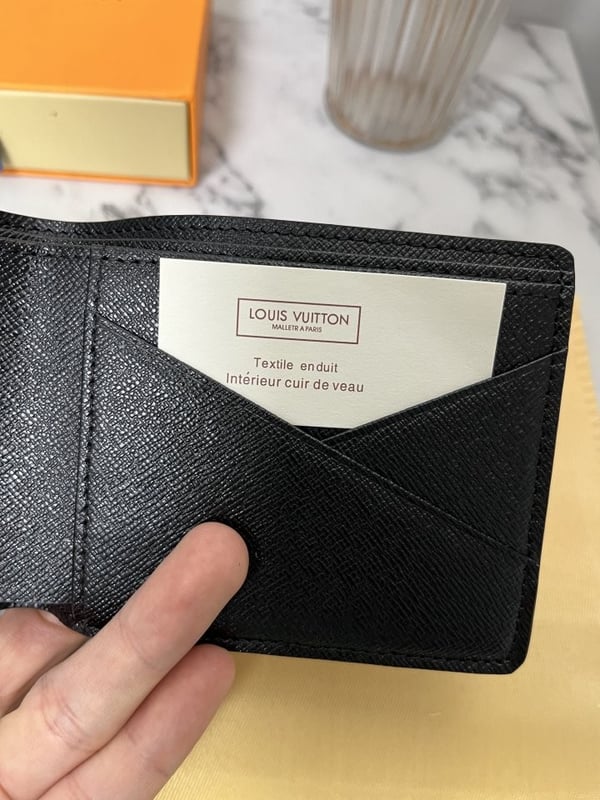 LOUIS VUITTON
MALLETR A PARIS
Textile enduit
Intérieur cuir de veau